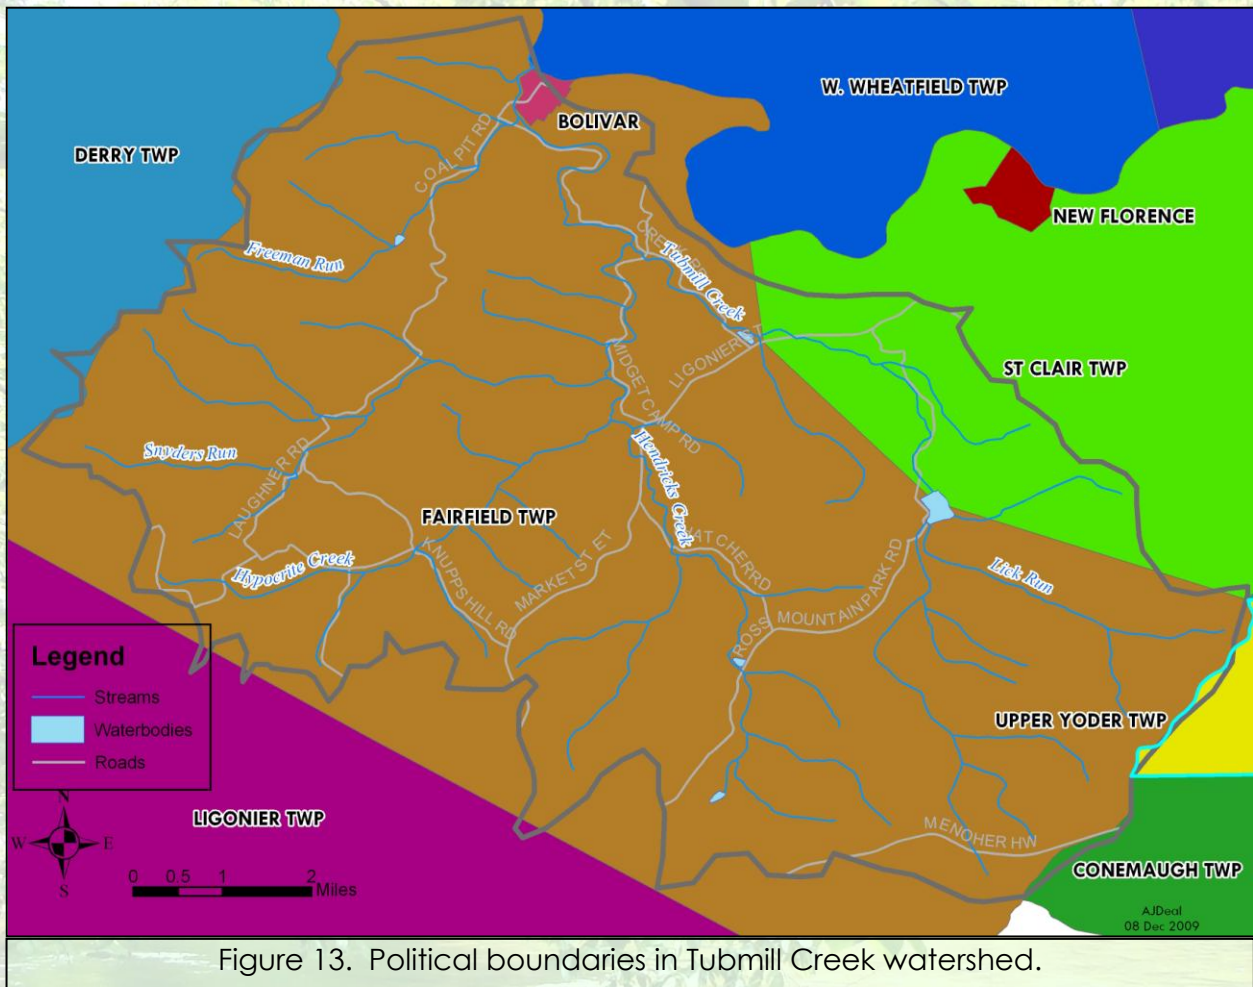 W. WHEATFIELD TWP
BOLIVAR
DERRY TWP
COAL PIT RD
NEW FLORENCE
Freeman Run
Tubmill Creek
LIGONIER ST
ST CLAIR TWP
MIDGET CAMP RD
Snyders Run
LAUGHNER RD
Hendricks Creek
FAIRFIELD TWP
HATCHER RD
KNUPPS HILL RD
MARKET ST ET
Hypocrite Creek
ROSS MOUNTAIN PARK RD
Lick Run
Legend
Streams
Waterbodies
Roads
UPPER YODER TWP
LIGONIER TWP
MENOHER HW
CONEMAUGH TWP
N
W E
S
0 0.5 1 2
Miles
AJDeal
08 Dec 2009
Figure 13. Political boundaries in Tubmill Creek watershed.